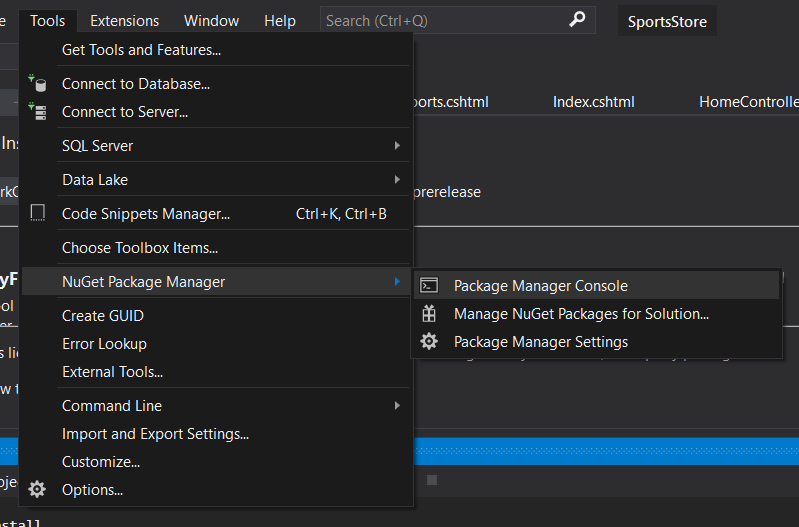 Tools Extensions Window Help Search (Ctrl+Q) SportsStore
Get Tools and Features...
Connect to Database...
ports.cshtml Index.cshtml HomeControlle
Connect to Server...
SQL Server
Data Lake
prerelease
Code Snippets Manager... Ctrl+K, Ctrl+B
Choose Toolbox Items...
NuGet Package Manager
Package Manager Console
Manage NuGet Packages for Solution...
Package Manager Settings
Create GUID
Error Lookup
External Tools...
Command Line
Import and Export Settings...
Customize...
Options...